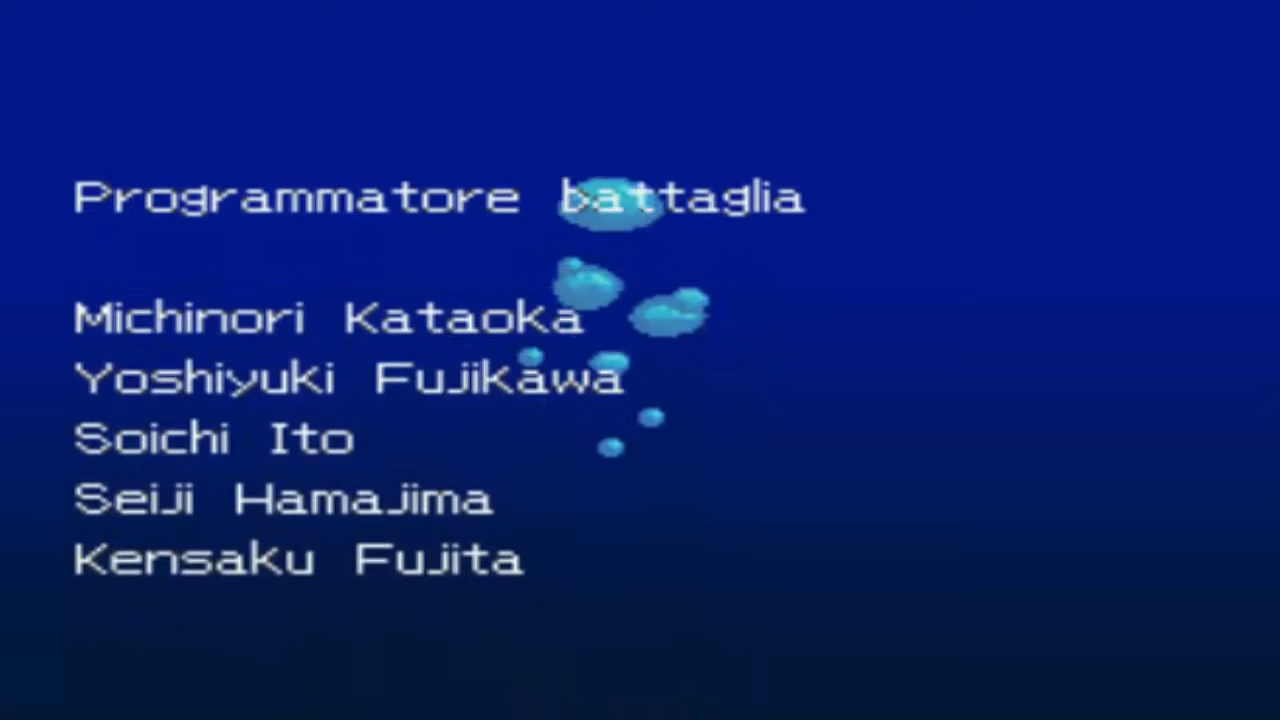 Programmatore battaglia
Michinori Kataoka
Yoshiyuki Fujikawa
Soichi Ito
Seiji Hamajima
Kensaku Fujita